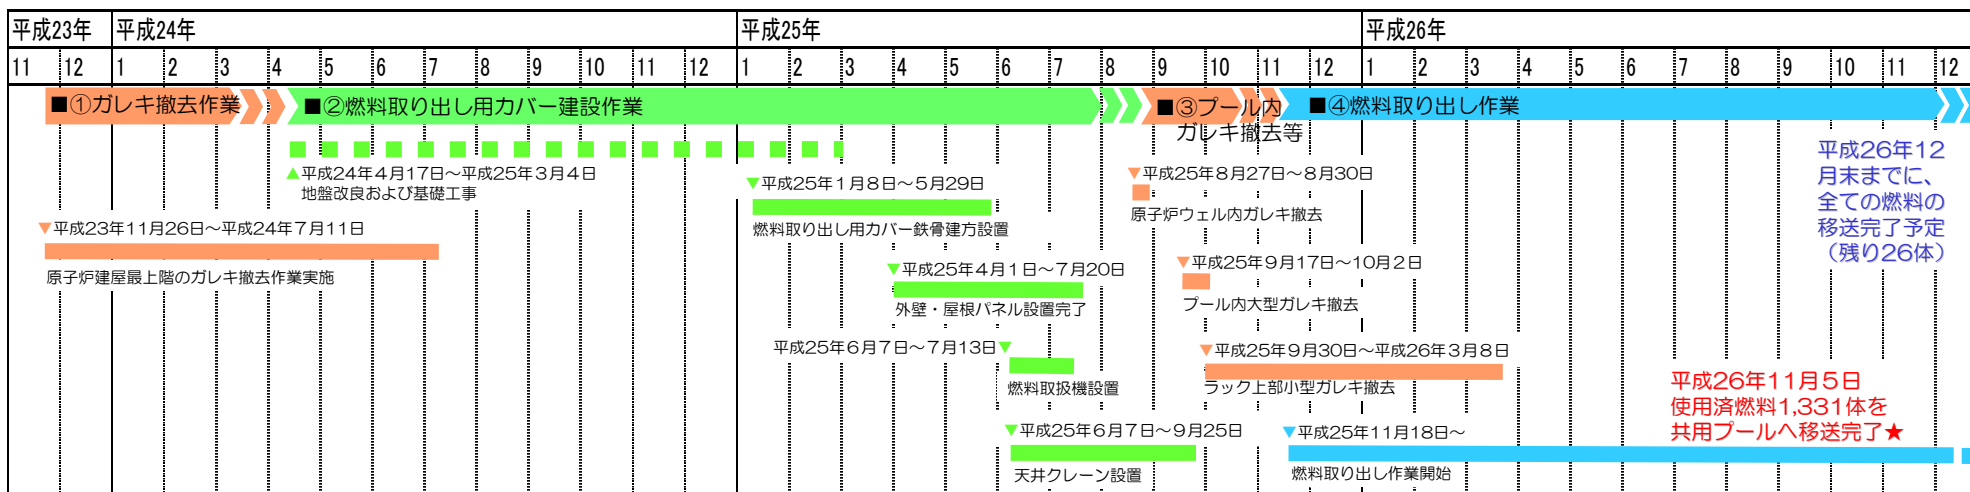 平成23年 平成24年 平成25年 平成26年
11 12 1 2 3 4 5 6 7 8 9 10 11 12 1 2 3 4 5 6 7 8 9 10 11 12 1 2 3 4 5 6 7 8 9 10 11 12
■①ガレキ撤去作業
■②燃料取り出し用カバー建設作業
■③プール内
ガレキ撤去等
■④燃料取り出し作業
▲平成24年4月17日～平成25年3月4日
地盤改良および基礎工事
▼平成23年11月26日～平成24年7月11日
原子炉建屋最上階のガレキ撤去作業実施
▼平成25年1月8日～5月29日
燃料取り出し用カバー鉄骨建方設置
▼平成25年4月1日～7月20日
外壁・屋根パネル設置完了
平成25年6月7日～7月13日▼
燃料取扱機設置
▼平成25年6月7日～9月25日
天井クレーン設置
▼平成25年8月27日～8月30日
原子炉ウェル内ガレキ撤去
▼平成25年9月17日～10月2日
プール内大型ガレキ撤去
▼平成25年9月30日～平成26年3月8日
ラック上部小型ガレキ撤去
▼平成25年11月18日～
燃料取り出し作業開始
平成26年12
月末までに、
全ての燃料の
移送完了予定
（残り26体）
平成26年11月5日
使用済燃料1,331体を
共用プールへ移送完了★